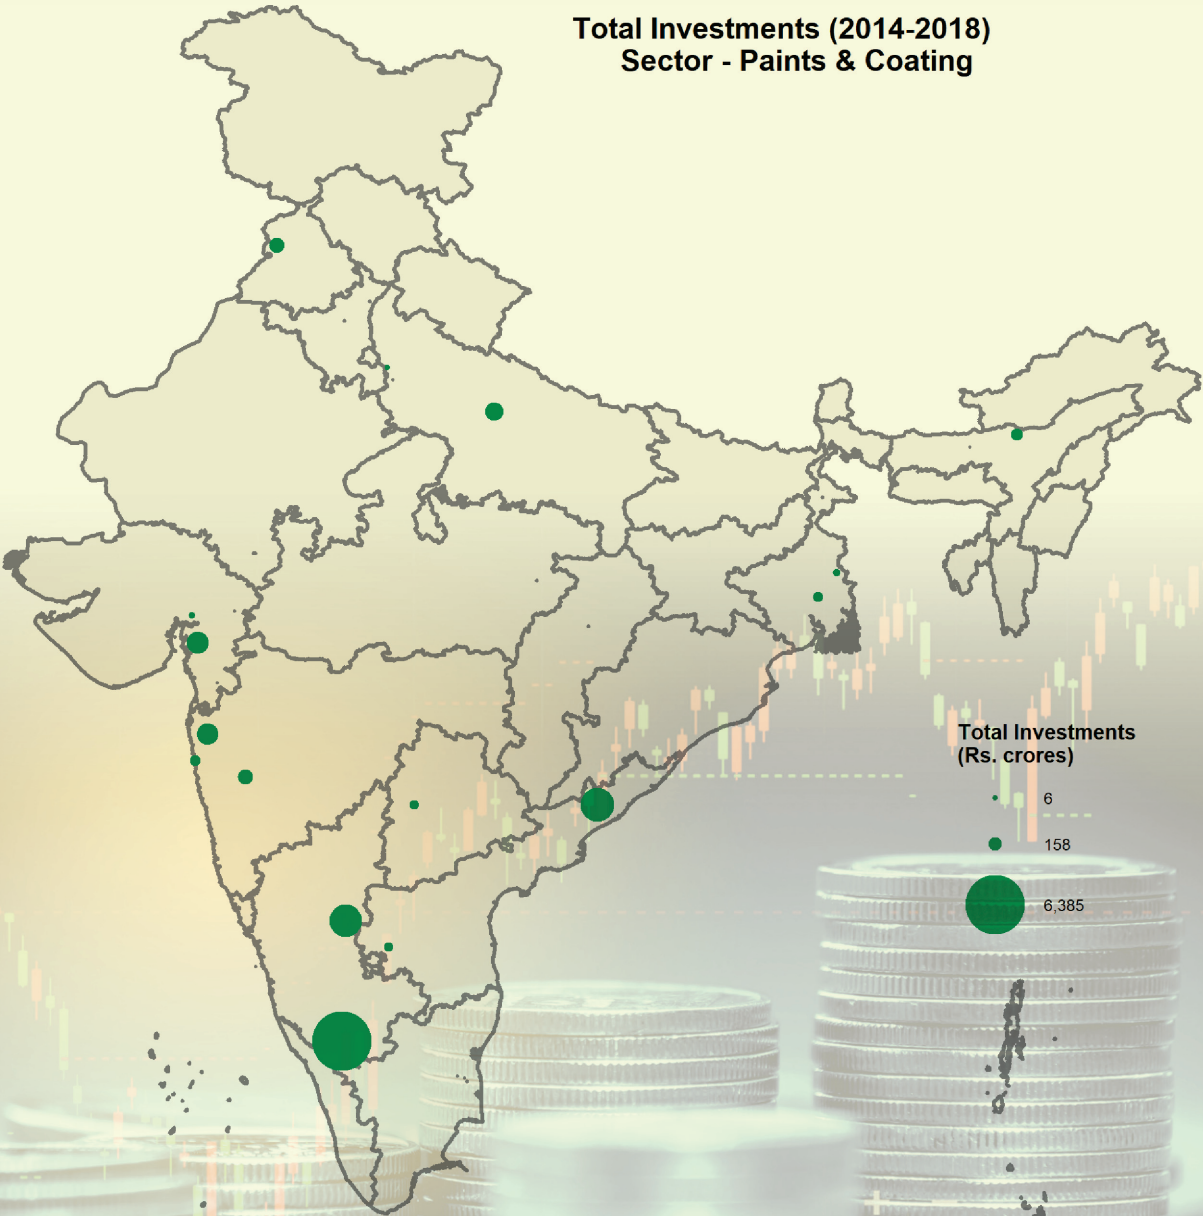 Total Investments (2014-2018)
Sector - Paints & Coating
Total Investments
(Rs. crores)
6
158
6,385